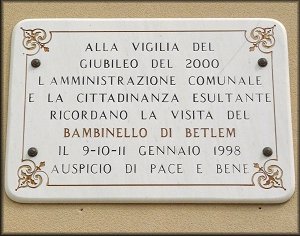 ALLA VIGILIA DEL
GIUBILEO DEL 2000
L AMMINISTRAZIONE COMUNALE
E LA CITTADINANZA ESULTANTE
RICORDANO LA VISITA DEL
BAMBINELLO DI BETLEM
IL 9-10-11 GENNAIO 1998
AUSPICIO DI PACE E BENE